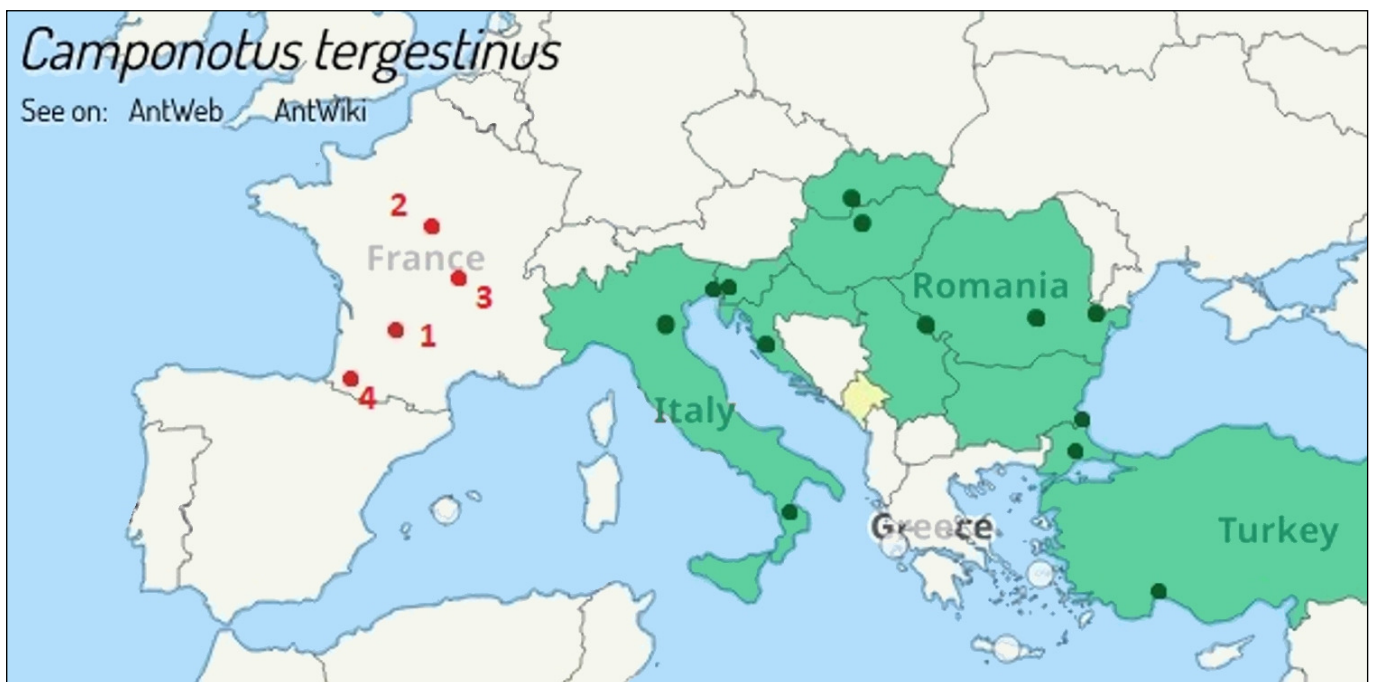 Camponotus tergestinus
See on: AntWeb AntWiki
2
France
3
1
4
Romania
Italy
Greece
Turkey